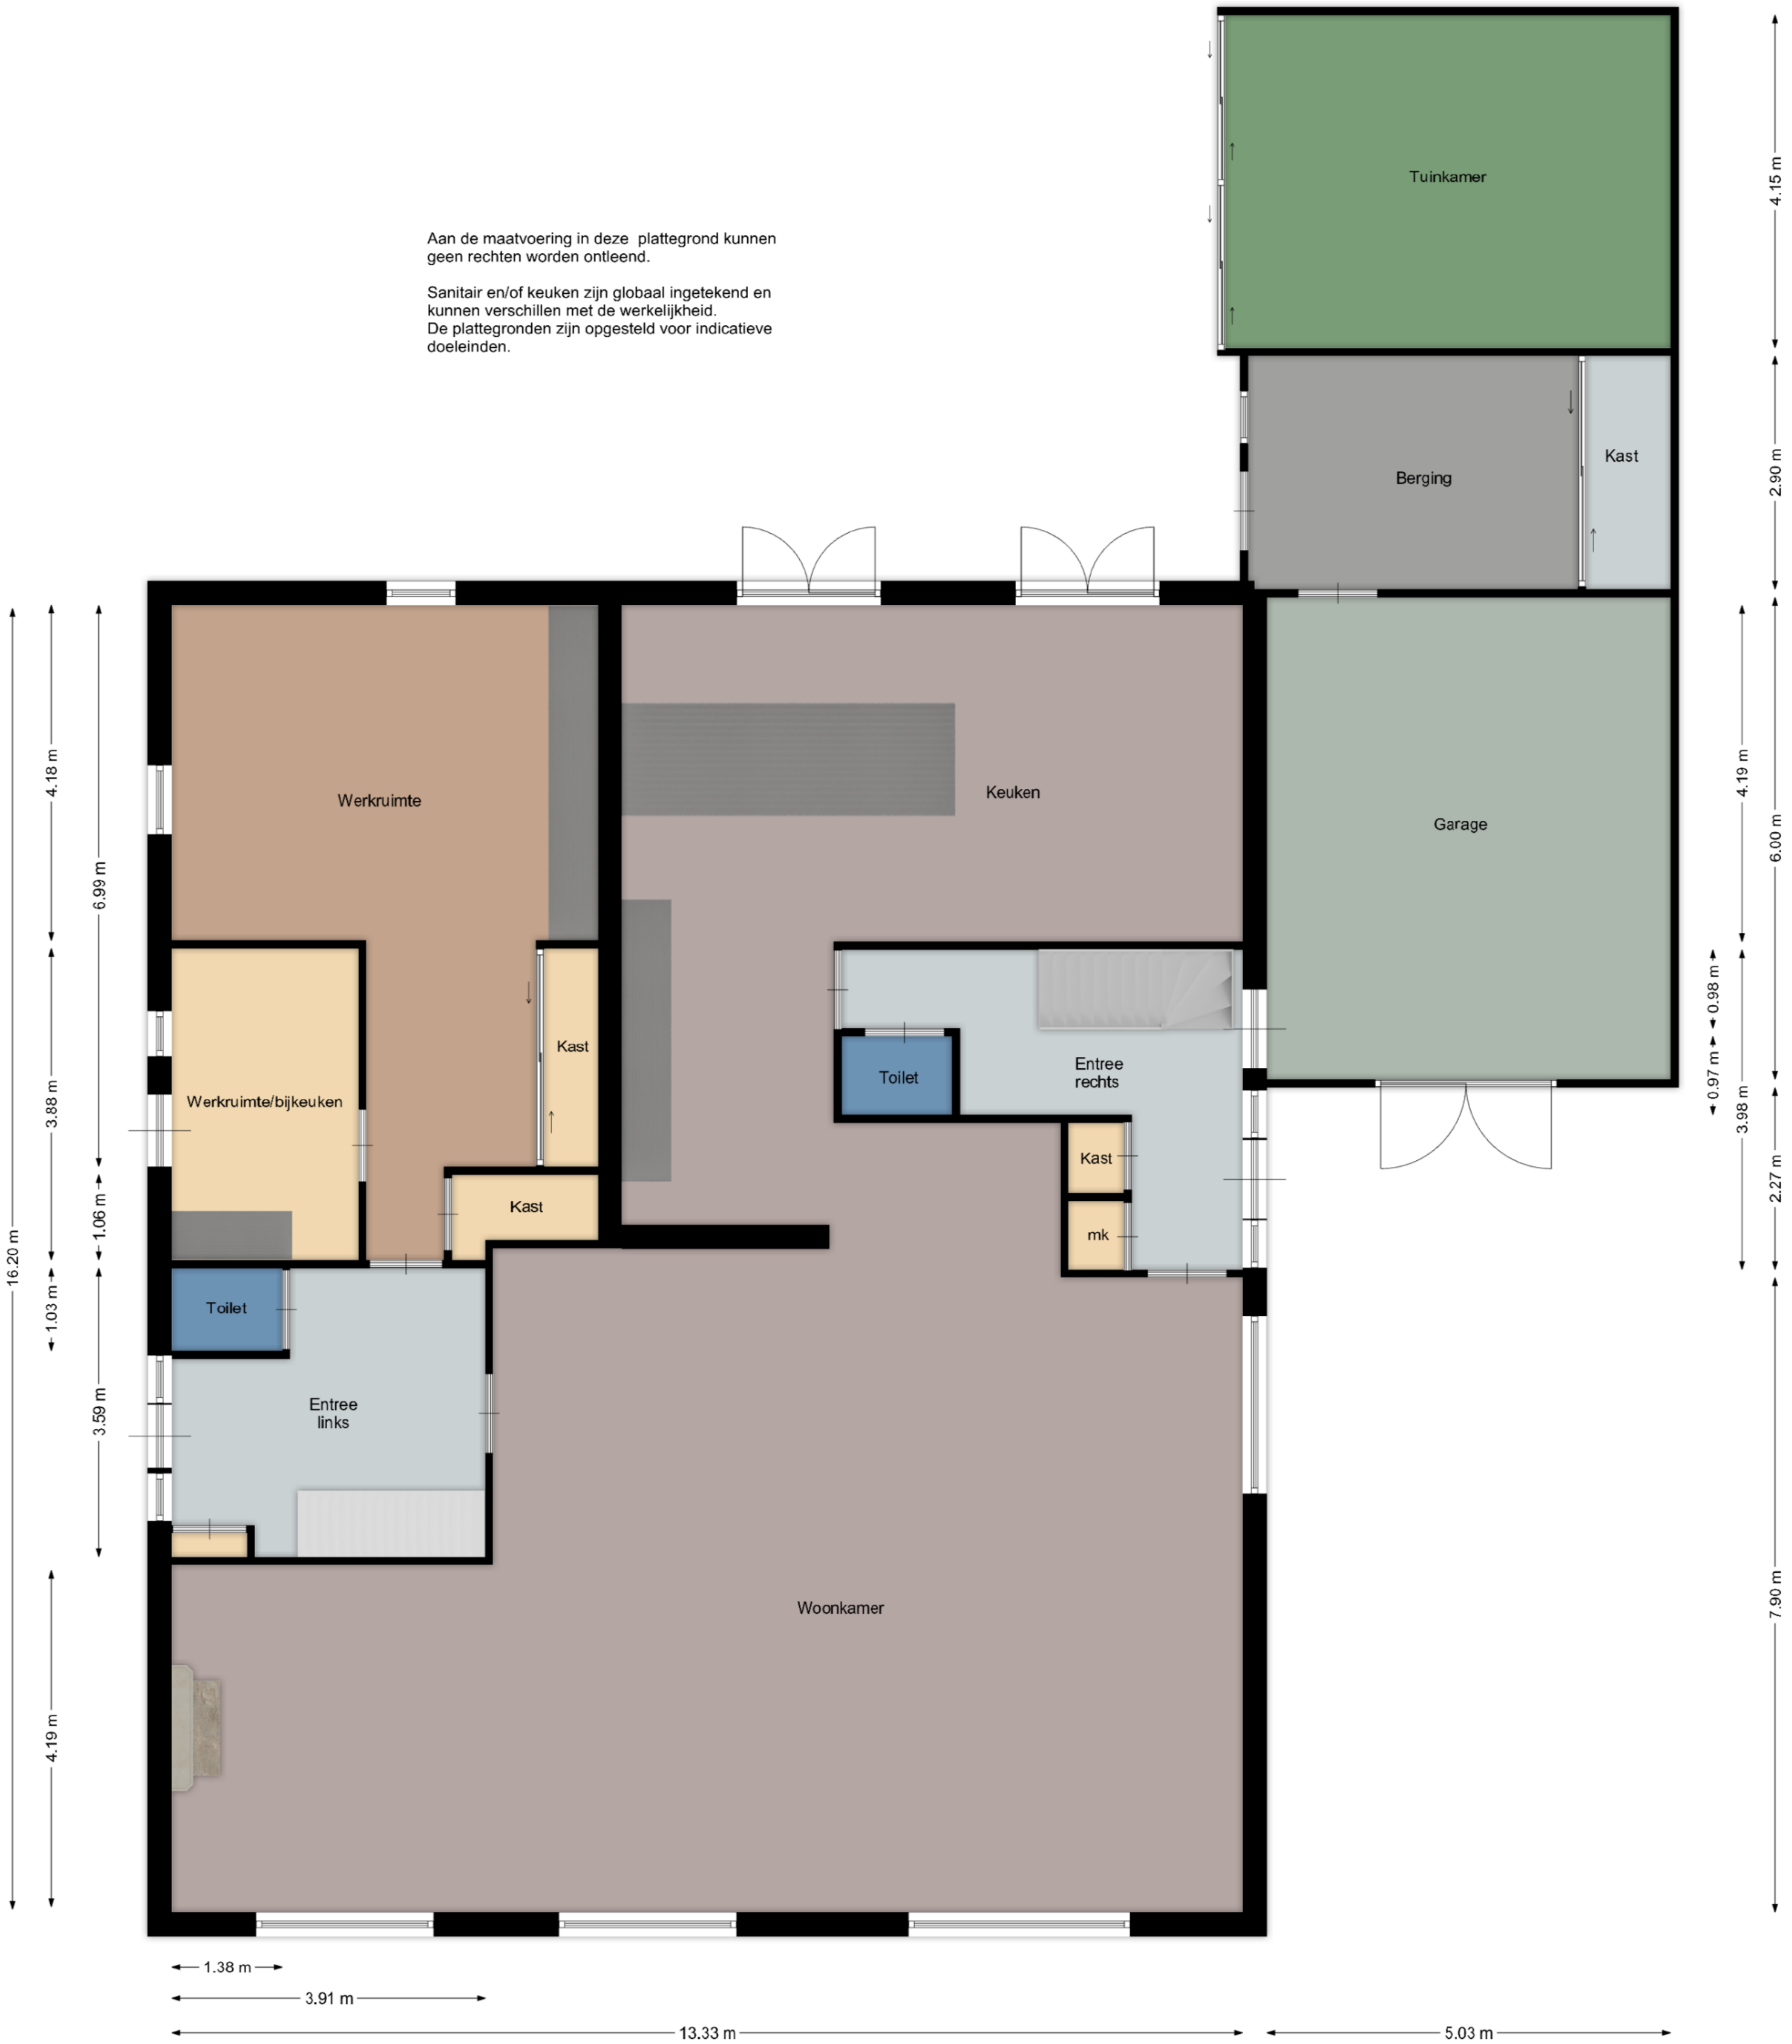 Tuinkamer
4.15 m
Aan de maatvoering in deze plattegrond kunnen
geen rechten worden ontleend.
Sanitair en/of keuken zijn globaal ingetekend en
kunnen verschillen met de werkelijkheid.
De plattegronden zijn opgesteld voor indicatieve
doeleinden.
Kast
Berging
2.90 m
4.18 m
Werkruimte
Keuken
Garage
4.19 m
6.00 m
6.99 m
0.98 m
Kast
Entree
rechts
Toilet
0.97 m
3.88 m
Werkruimte/bijkeuken
3.98 m
Kast
2.27 m
1.06 m
Kast
mk
16.20 m
1.03 m
Toilet
3.59 m
Entree
links
Woonkamer
7.90 m
4.19 m
1.38 m
3.91 m
13.33 m
5.03 m